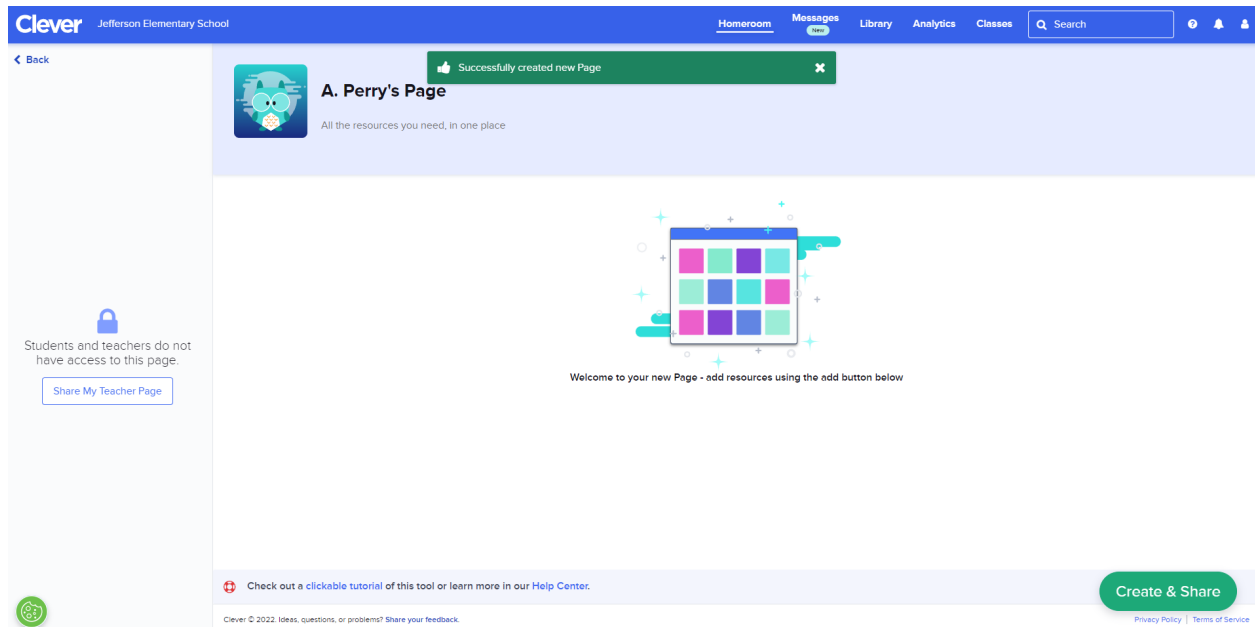 Clever
Jefferson Elementary School
Homeroom
Messages
New
Library
Analytics
Classes
Search
Back
Successfully created new Page
A. Perry's Page
All the resources you need, in one place
Welcome to your new Page - add resources using the add button below
Students and teachers do not
have access to this page.
Share My Teacher Page
Check out a clickable tutorial of this tool or learn more in our Help Center.
Create & Share
Clever © 2022. Ideas, questions, or problems? Share your feedback.
Privacy Policy | Terms of Service